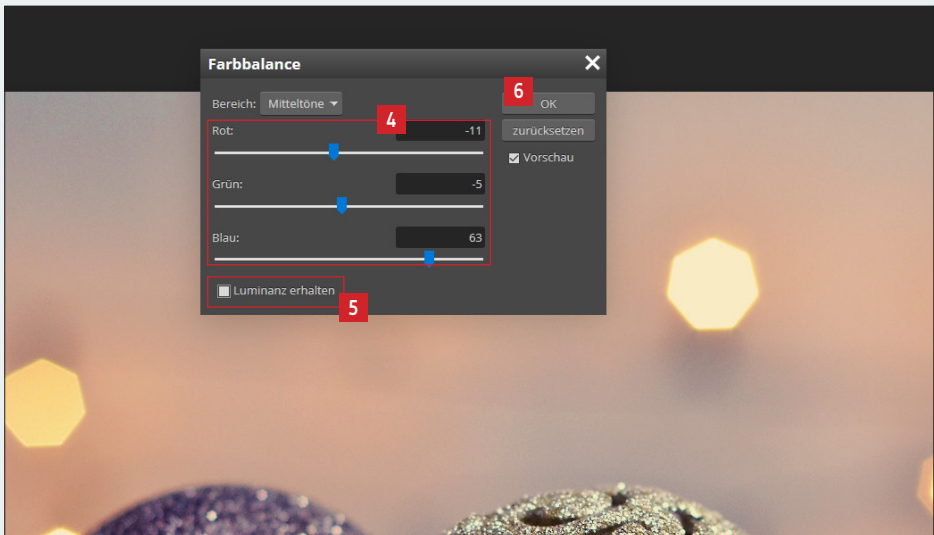 Farbbalance
Bereich: Mitteltöne
6
OK
4
Rot: -11
zurücksetzen
Vorschau
Grün: -5
Blau: 63
Luminanz erhalten
5